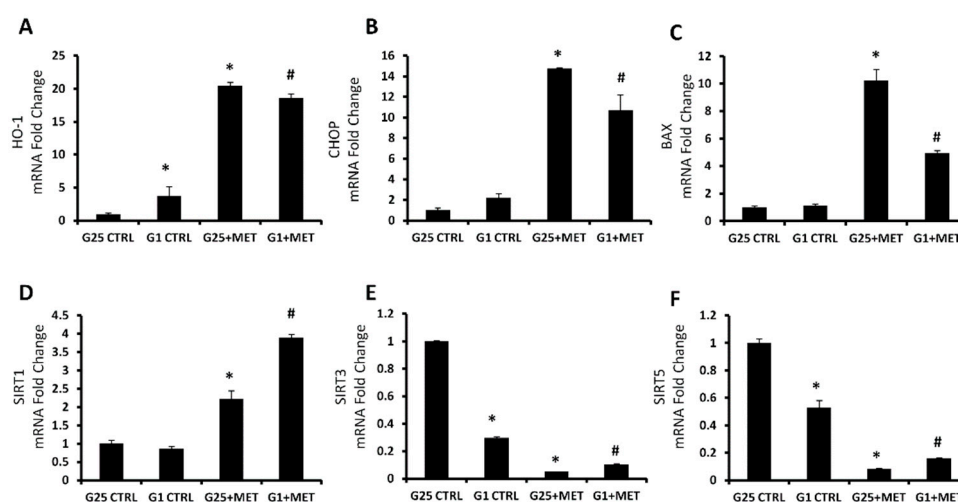 A
HO-1
mRNA Fold Change
25
20
15
10
5
0
*
*
#
G25 CTRL G1 CTRL G25+MET G1+MET
B
CHOP
mRNA Fold Change
16
14
12
10
8
6
4
2
0
*
#
G25 CTRL G1 CTRL G25+MET G1+MET
C
BAX
mRNA Fold Change
12
10
8
6
4
2
0
*
#
G25 CTRL G1 CTRL G25+MET G1+MET
D
SIRT1
mRNA Fold Change
4.5
4
3.5
3
2.5
2
1.5
1
0.5
0
*
#
G25 CTRL G1 CTRL G25+MET G1+MET
E
SIRT3
mRNA Fold Change
1.2
1
0.8
0.6
0.4
0.2
0
*
*
#
G25 CTRL G1 CTRL G25+MET G1+MET
F
SIRT5
mRNA Fold Change
1.2
1
0.8
0.6
0.4
0.2
0
*
*
#
G25 CTRL G1 CTRL G25+MET G1+MET